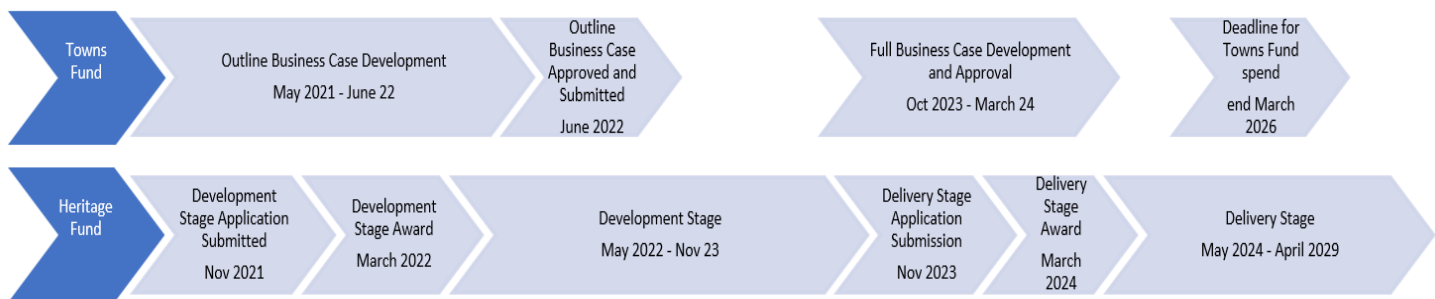 Towns
Fund
Outline Business Case Development
May 2021 - June 22
Outline
Business Case
Approved and
Submitted
June 2022
Full Business Case Development
and Approval
Oct 2023 - March 24
Deadline for
Towns Fund
spend
end March
2026
Heritage
Fund
Development
Stage Application
Submitted
Nov 2021
Development
Stage Award
March 2022
Development Stage
May 2022 - Nov 23
Delivery Stage
Application
Submission
Nov 2023
Delivery
Stage
Award
March
2024
Delivery Stage
May 2024 - April 2029